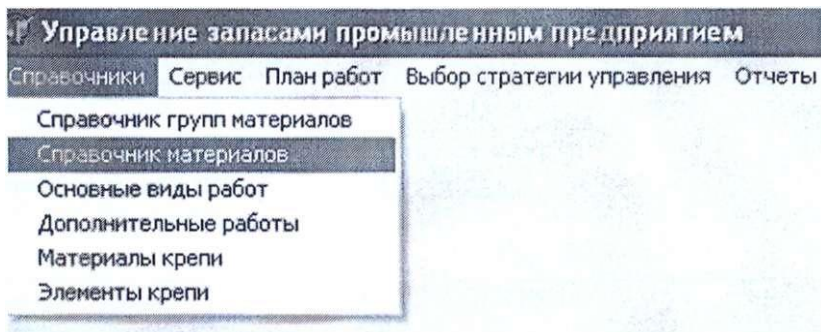 Управление запасами промышленным предприятием
Справочники Сервис План работ Выбор стратегии управления Отчеты
Справочник групп материалов
Справочник материалов
Основные виды работ
Дополнительные работы
Материалы крепи
Элементы крепи